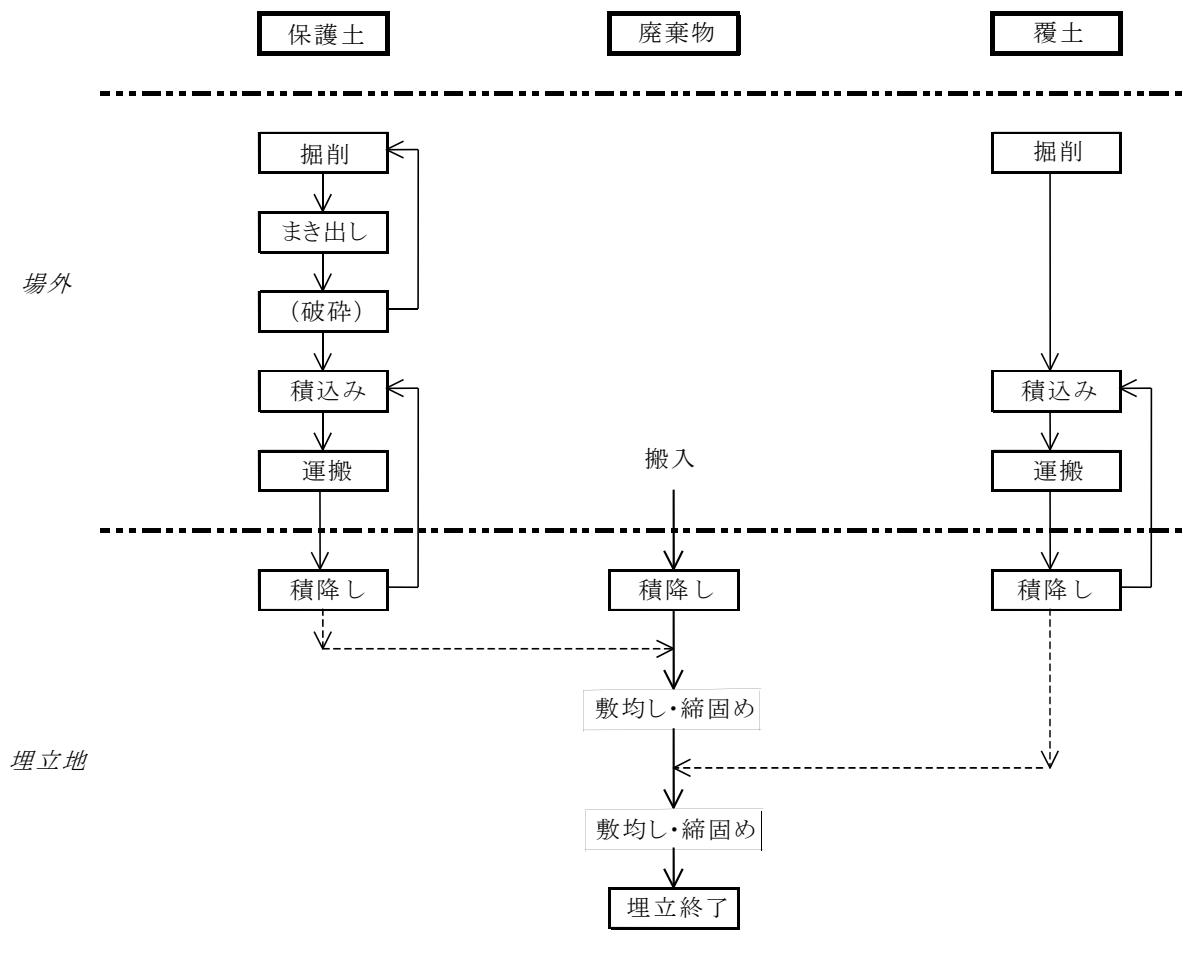 保護土
廃棄物
覆土
掘削
掘削
まき出し
場外
（破砕）
積込み
積込み
搬入
運搬
運搬
積降し
積降し
積降し
敷均し・締固め
埋立地
敷均し・締固め
埋立終了